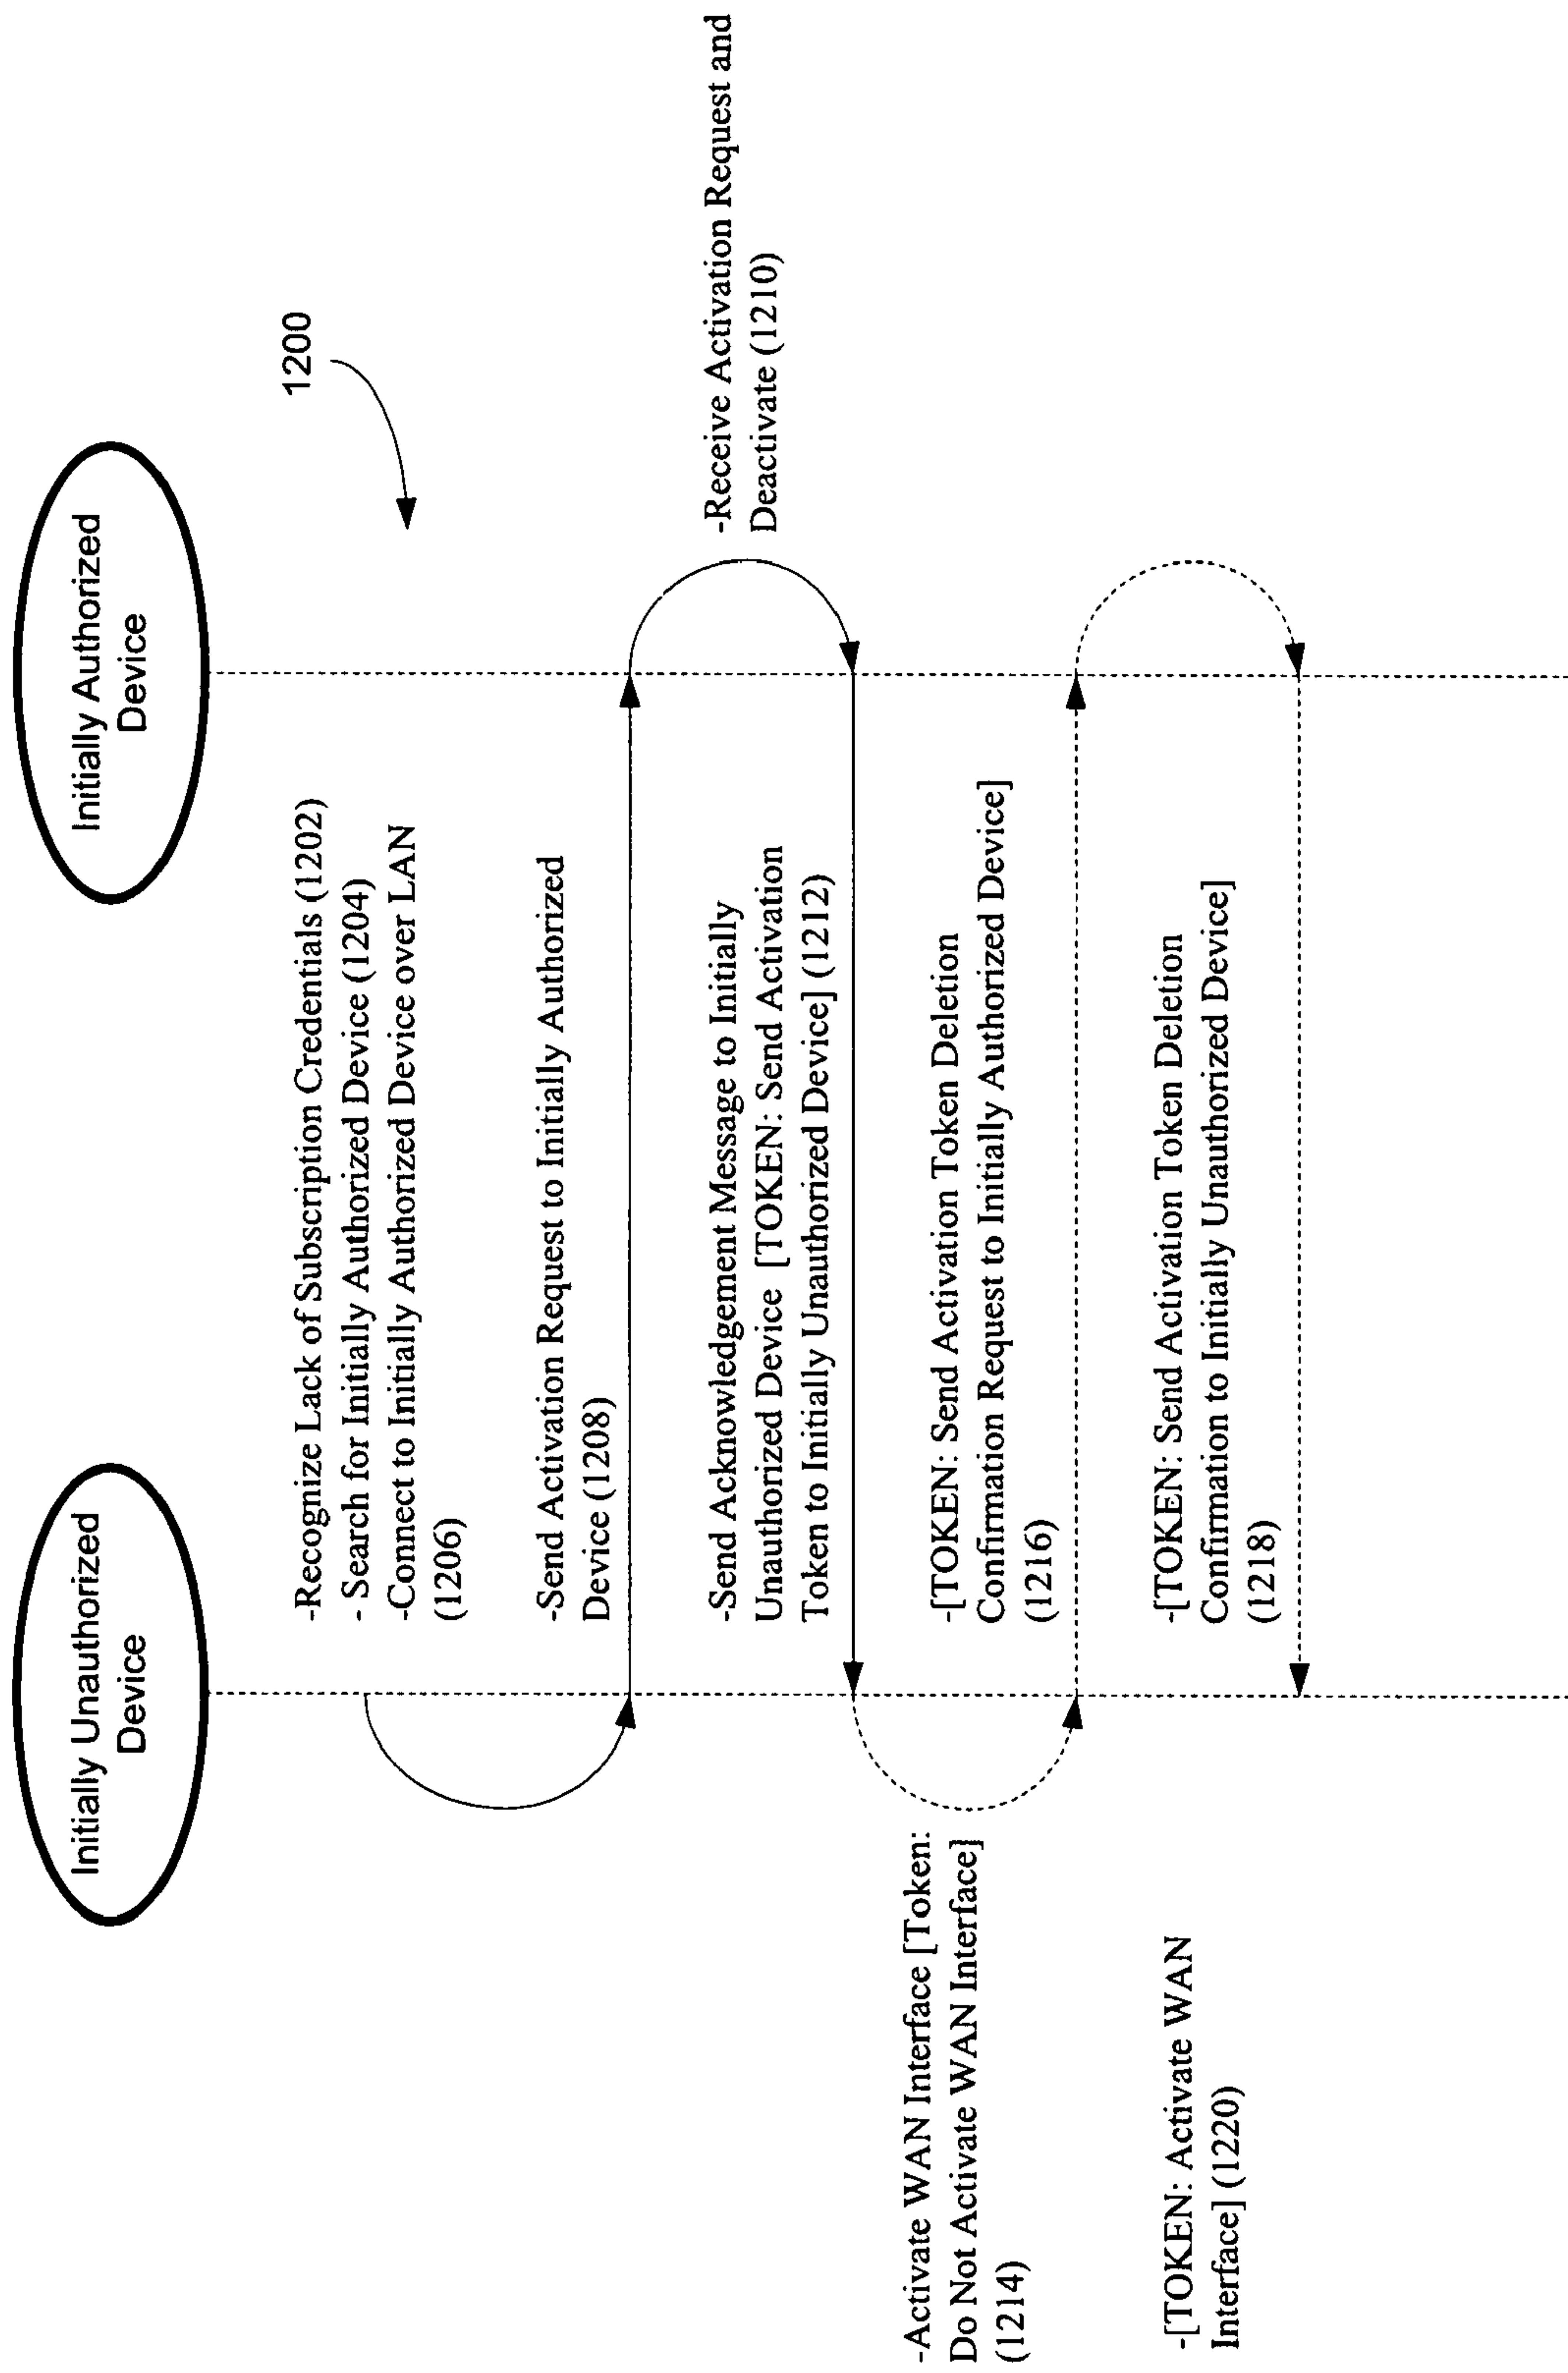 Initially Unauthorized
Device
Initially Authorized
Device
1200
-Recognize Lack of Subscription Credentials (1202)
- Search for Initially Authorized Device (1204)
-Connect to Initially Authorized Device over LAN
(1206)
-Send Activation Request to Initially Authorized
Device (1208)
-Receive Activation Request and
Deactivate (1210)
-Send Acknowledgement Message to Initially
Unauthorized Device [TOKEN: Send Activation
Token to Initially Unauthorized Device] (1212)
-Activate WAN Interface [Token:
Do Not Activate WAN Interface]
(1214)
-[TOKEN: Send Activation Token Deletion
Confirmation Request to Initially Authorized Device]
(1216)
-[TOKEN: Send Activation Token Deletion
Confirmation to Initially Unauthorized Device]
(1218)
-[TOKEN: Activate WAN
Interface] (1220)